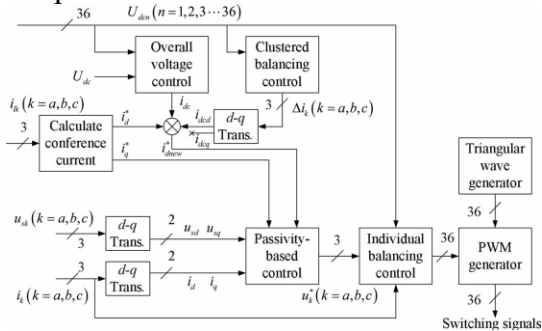 36
U_dcn (n=1,2,3⋯36)
Overall
voltage
control
Clustered
balancing
control
U_dc
i_dc
3
Δi_k (k=a,b,c)
i_lk (k=a,b,c)
3
Calculate
conference
current
i_d^*
i_q^*
i_dcd
i_dcq
i_dnew^*
d-q
Trans.
Triangular
wave
generator
36
u_sk (k=a,b,c)
3
d-q
Trans.
2
u_sd u_sq
Passivity-
based
control
3
Individual
balancing
control
36
PWM
generator
3
i_k (k=a,b,c)
d-q
Trans.
2
i_d i_q
u_k^* (k=a,b,c)
36
Switching signals